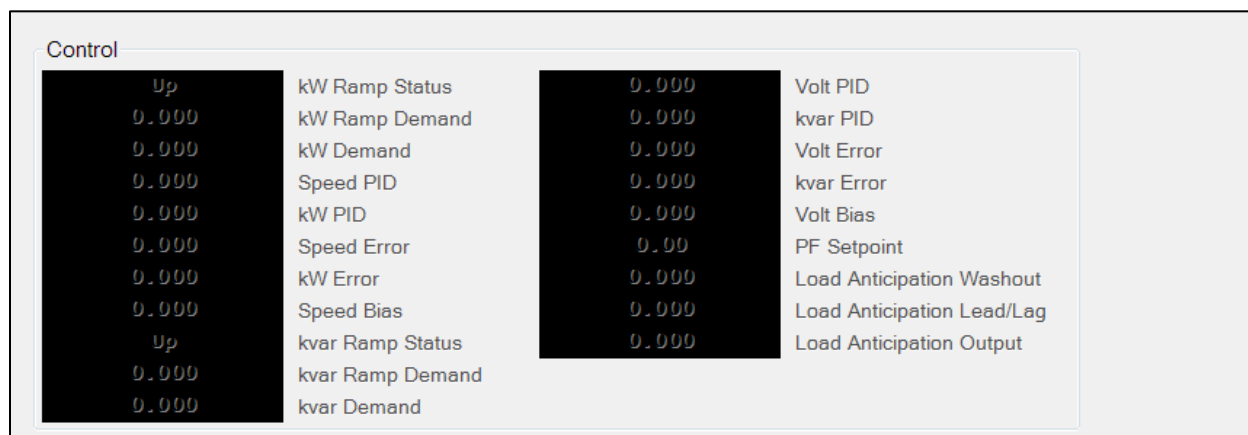 Control
Up kW Ramp Status 0.000 Volt PID
0.000 kW Ramp Demand 0.000 kvar PID
0.000 kW Demand 0.000 Volt Error
0.000 Speed PID 0.000 kvar Error
0.000 kW PID 0.000 Volt Bias
0.000 Speed Error 0.00 PF Setpoint
0.000 kW Error 0.000 Load Anticipation Washout
0.000 Speed Bias 0.000 Load Anticipation Lead/Lag
Up kvar Ramp Status 0.000 Load Anticipation Output
0.000 kvar Ramp Demand
0.000 kvar Demand